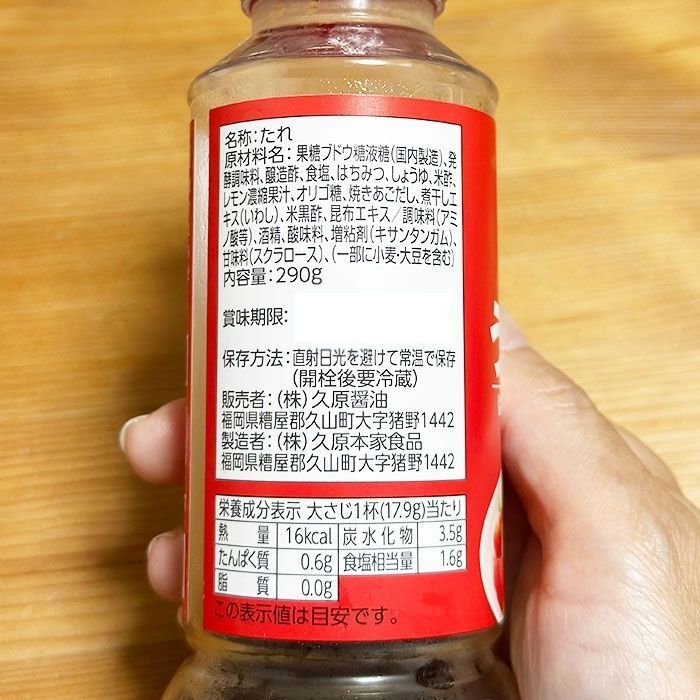 名称:たれ
原材料名:果糖ブドウ糖液糖(国内製造)、発
酵調味料、醸造酢、食塩、はちみつ、しょうゆ、米酢、
レモン濃縮果汁、オリゴ糖、焼きあごだし、煮干しエ
キス(いわし)、米黒酢、昆布エキス/調味料(アミ
ノ酸等)、酒精、酸味料、増粘剤(キサンタンガム)、
甘味料(スクラロース)、(一部に小麦・大豆を含む)
内容量:290g
賞味期限:
保存方法:直射日光を避けて常温で保存
(開栓後要冷蔵)
販売者:(株)久原醤油
福岡県糟屋郡久山町大字猪野1442
製造者:(株)久原本家食品
福岡県糟屋郡久山町大字猪野1442
栄養成分表示 大さじ1杯(17.9g)当たり
熱量 16kcal 炭水化物 3.5g
たんぱく質 0.6g 食塩相当量 1.6g
脂質 0.0g
この表示値は目安です。